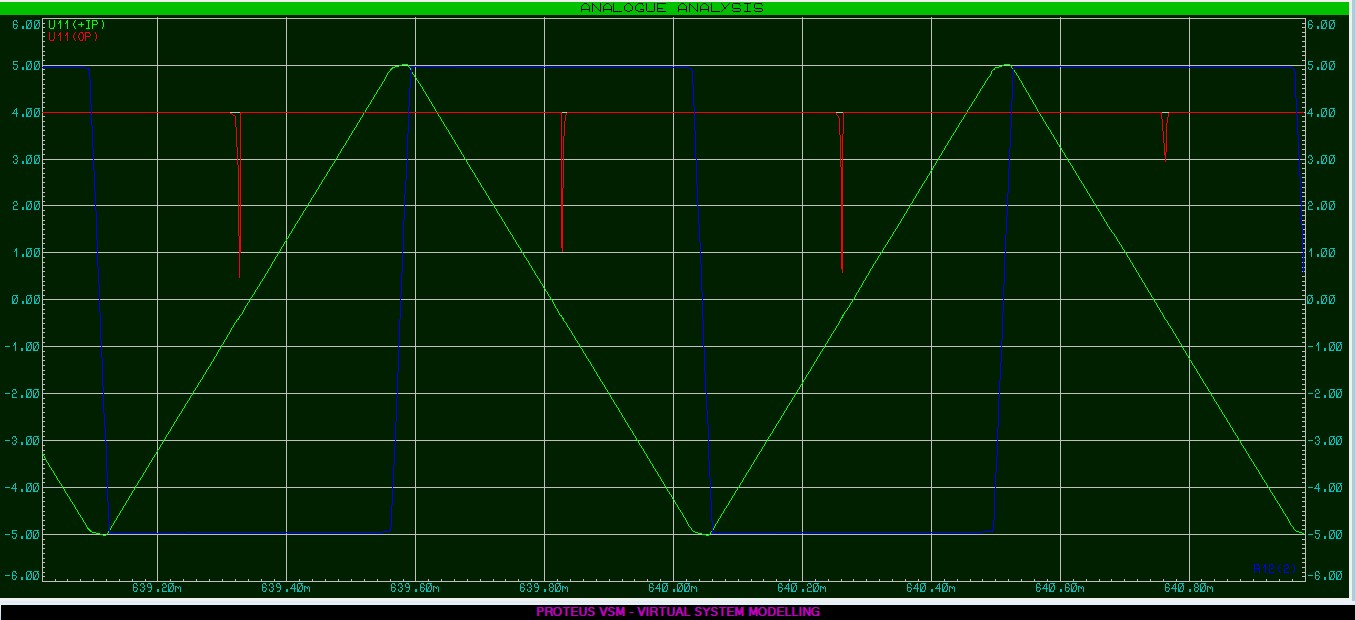 ANALOGUE ANALYSIS
U11(+IP)
U11(OP)
6.00 6.00
5.00 5.00
4.00 4.00
3.00 3.00
2.00 2.00
1.00 1.00
0.00 0.00
-1.00 -1.00
-2.00 -2.00
-3.00 -3.00
-4.00 -4.00
-5.00 -5.00
R12(2)
-6.00 -6.00
639.20m 639.40m 639.60m 639.80m 640.00m 640.20m 640.40m 640.60m 640.80m
PROTEUS VSM - VIRTUAL SYSTEM MODELLING